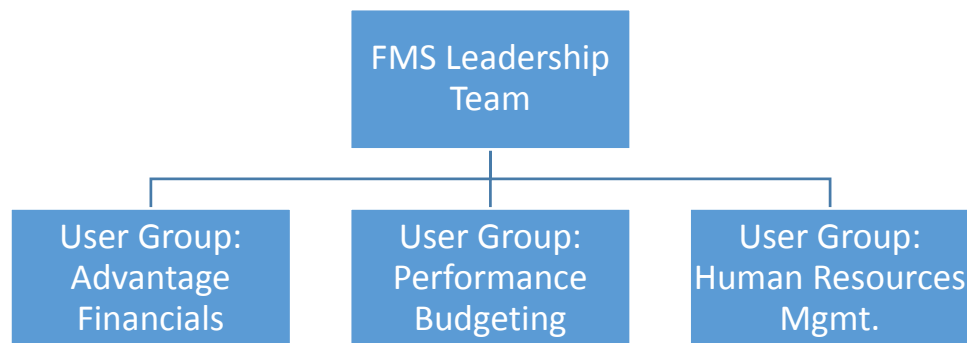 FMS Leadership
Team
User Group:
Advantage
Financials
User Group:
Performance
Budgeting
User Group:
Human Resources
Mgmt.